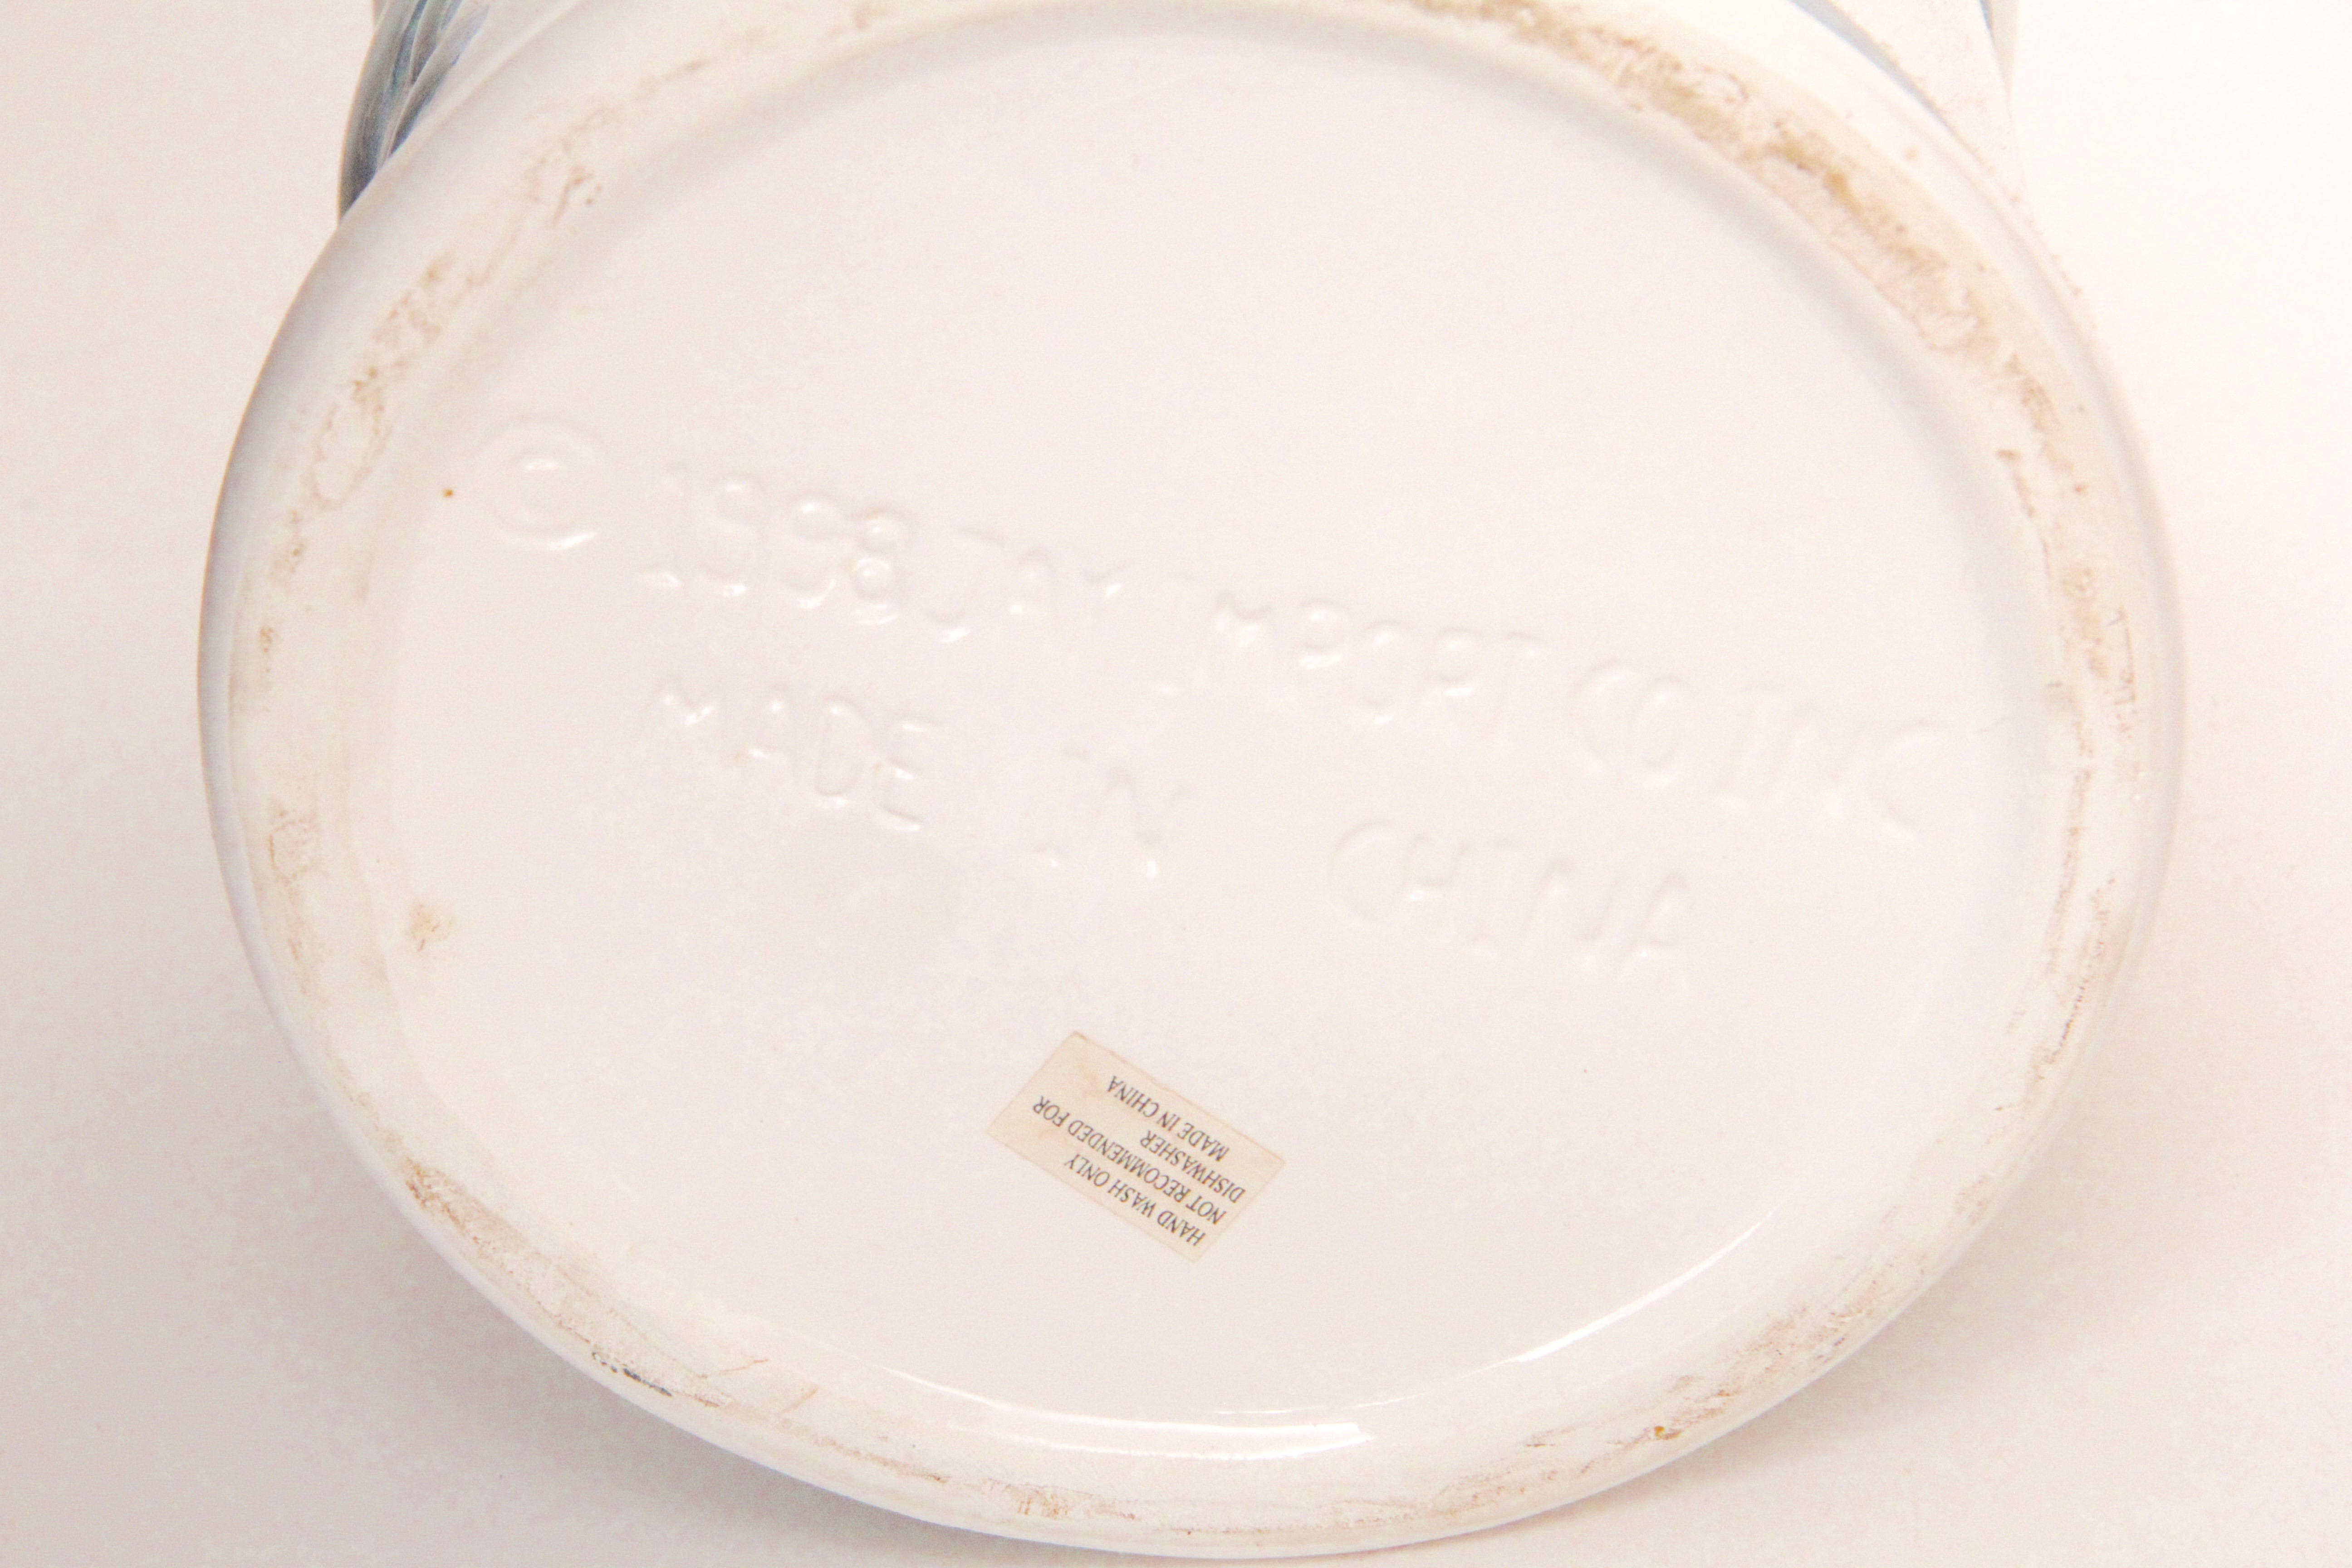 © 1998 JAY IMPORT CO INC
MADE IN CHINA
HAND WASH ONLY
NOT RECOMMENDED FOR
DISHWASHER
MADE IN CHINA